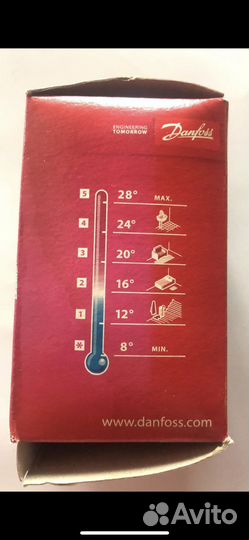 ENGINEERING
TOMORROW
Danfoss
5 28° MAX.
4 24°
3 20°
2 16°
1 12°
* 8° MIN.
www.danfoss.com
Avito